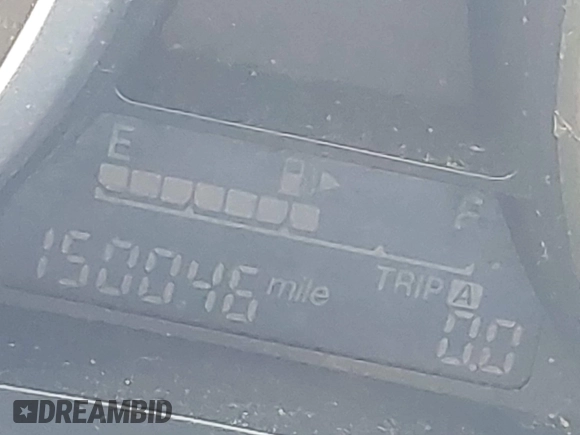 E
F
150046 mile
TRIP A
0.0
DREAMBID